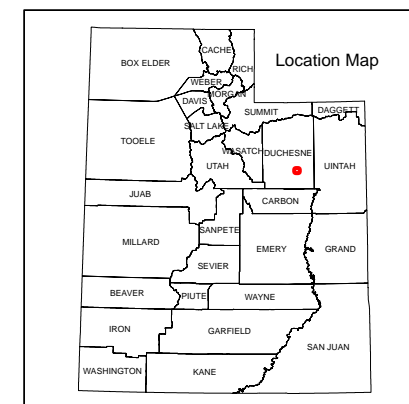 Location Map
BOX ELDER
CACHE
RICH
WEBER
MORGAN
DAVIS
SUMMIT
DAGGETT
SALT LAKE
TOOELE
WASATCH
DUCHESNE
UTAH
UINTAH
JUAB
CARBON
SANPETE
MILLARD
EMERY
GRAND
SEVIER
BEAVER
PIUTE
WAYNE
IRON
GARFIELD
SAN JUAN
WASHINGTON
KANE